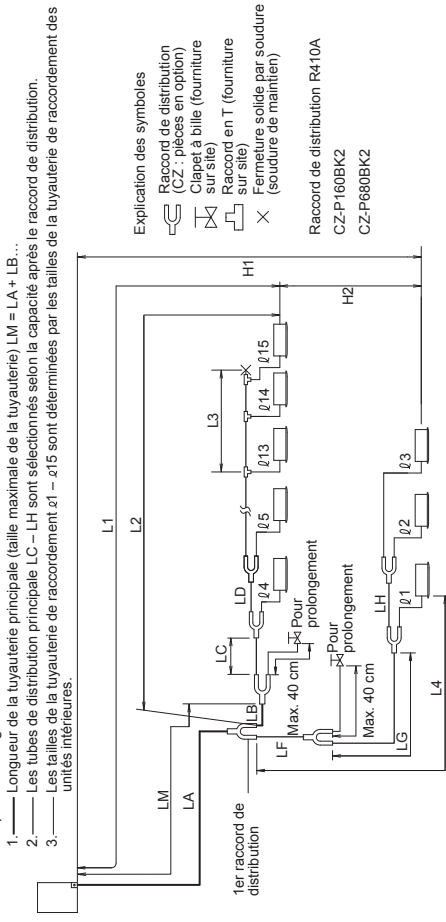 1. Longueur de la tuyauterie principale (taille maximale de la tuyauterie) LM = LA + LB...
2. Les tubes de distribution principale LC – LH sont sélectionnés selon la capacité après le raccord de distribution.
3. Les tailles de la tuyauterie de raccordement ℓ1 – ℓ15 sont déterminées par les tailles de la tuyauterie de raccordement des
unités intérieures.
L1
L2
LM
LA
LB
LC
LD
L3
ℓ4
ℓ5
ℓ13
ℓ14
ℓ15
H1
H2
1er raccord de
distribution
Max. 40 cm
Pour
prolongement
LF
Max. 40 cm
Pour
prolongement
LG
LH
ℓ1
ℓ2
ℓ3
L4
Explication des symboles
Raccord de distribution
(CZ : pièces en option)
Clapet à bille (fourniture
sur site)
Raccord en T (fourniture
sur site)
Fermeture solide par soudure
(soudure de maintien)
Raccord de distribution R410A
CZ-P160BK2
CZ-P680BK2